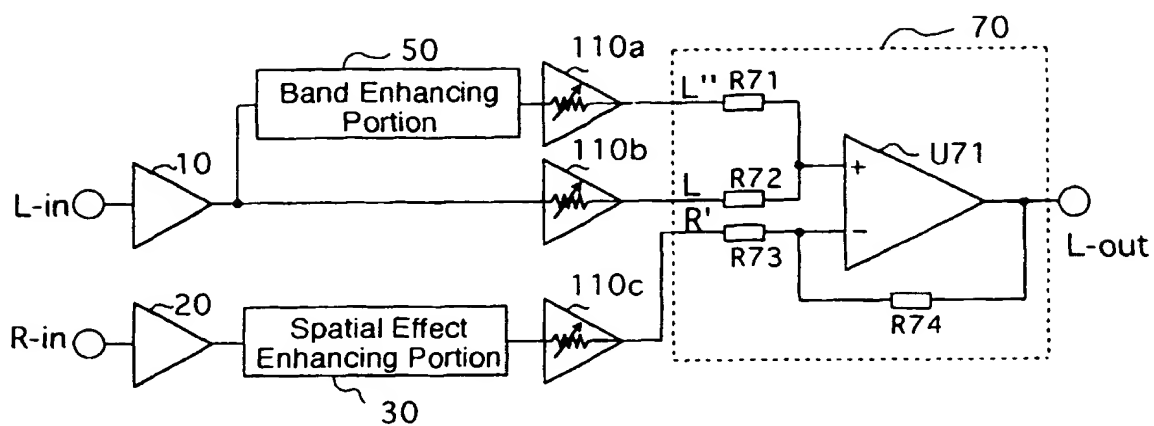 50
110a
70
Band Enhancing
Portion
L'' R71
10
110b
U71
+
L-in
L R72
R' R73
−
L-out
20
110c
R74
R-in
Spatial Effect
Enhancing Portion
30